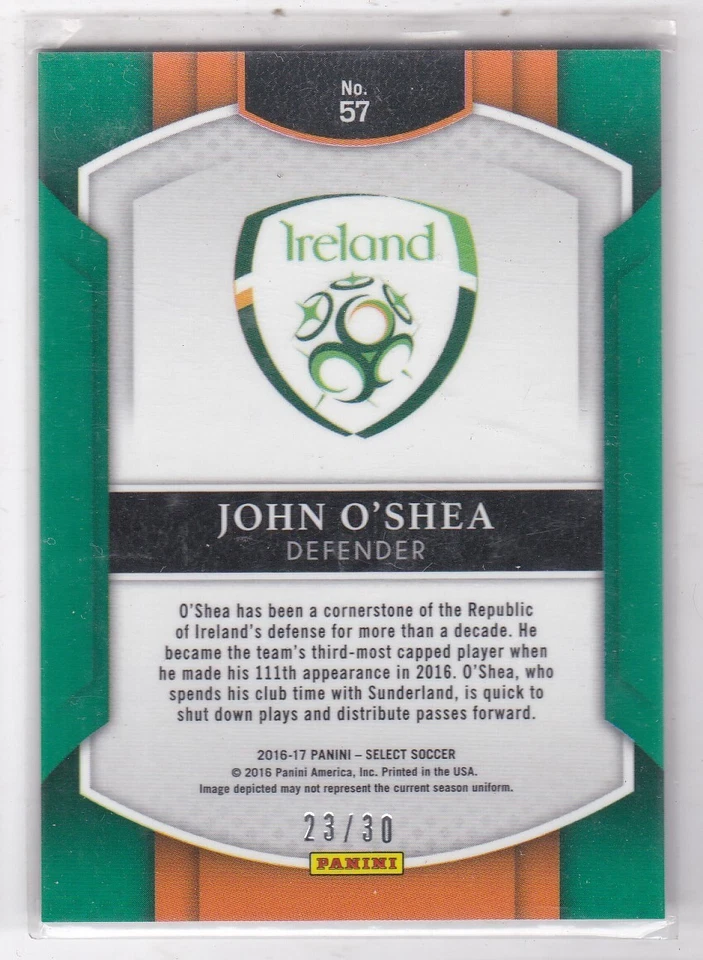 No.
57
Ireland
JOHN O'SHEA
DEFENDER
O'Shea has been a cornerstone of the Republic
of Ireland's defense for more than a decade. He
became the team's third-most capped player when
he made his 111th appearance in 2016. O'Shea, who
spends his club time with Sunderland, is quick to
shut down plays and distribute passes forward.
2016-17 PANINI – SELECT SOCCER
© 2016 Panini America, Inc. Printed in the USA.
Image depicted may not represent the current season uniform.
23/30
PANINI